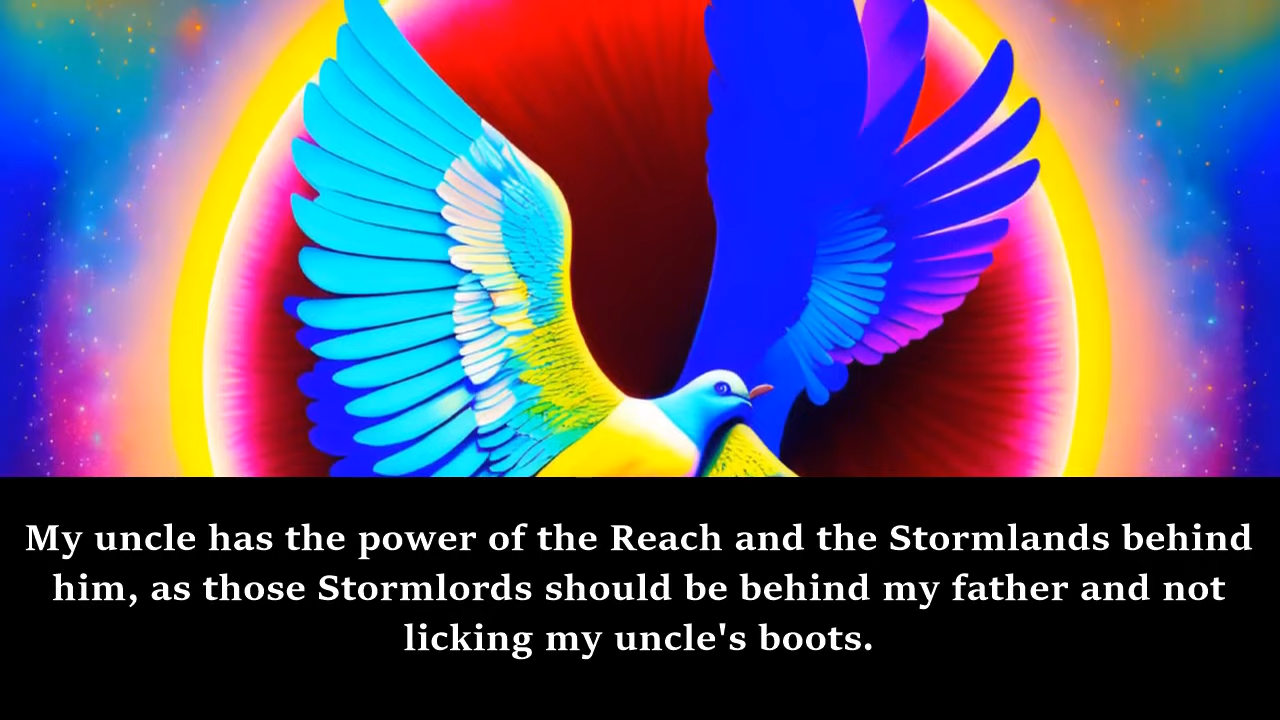 My uncle has the power of the Reach and the Stormlands behind
him, as those Stormlords should be behind my father and not
licking my uncle's boots.